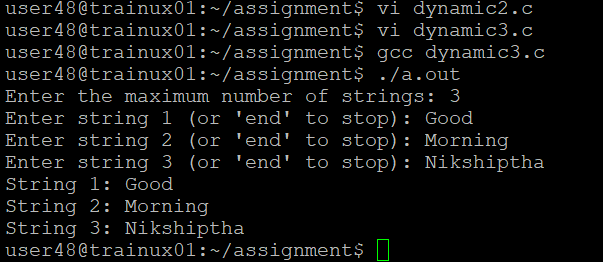 user48@trainux01:~/assignment$ vi dynamic2.c
user48@trainux01:~/assignment$ vi dynamic3.c
user48@trainux01:~/assignment$ gcc dynamic3.c
user48@trainux01:~/assignment$ ./a.out
Enter the maximum number of strings: 3
Enter string 1 (or 'end' to stop): Good
Enter string 2 (or 'end' to stop): Morning
Enter string 3 (or 'end' to stop): Nikshiptha
String 1: Good
String 2: Morning
String 3: Nikshiptha
user48@trainux01:~/assignment$